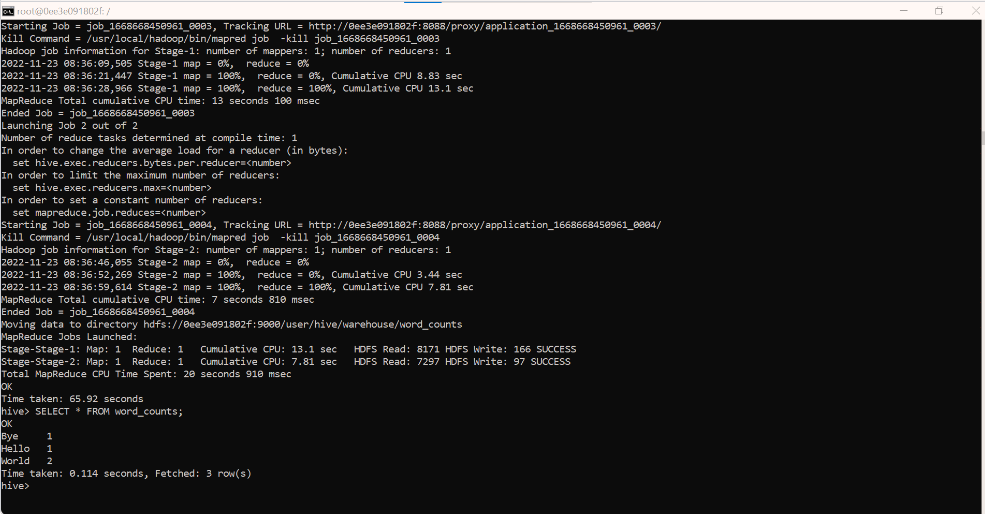 root@0ee3e091802f: /
Starting Job = job_1668668450961_0003, Tracking URL = http://0ee3e091802f:8088/proxy/application_1668668450961_0003/
Kill Command = /usr/local/hadoop/bin/mapred job  -kill job_1668668450961_0003
Hadoop job information for Stage-1: number of mappers: 1; number of reducers: 1
2022-11-23 08:36:09,505 Stage-1 map = 0%,  reduce = 0%
2022-11-23 08:36:21,447 Stage-1 map = 100%,  reduce = 0%, Cumulative CPU 8.83 sec
2022-11-23 08:36:28,966 Stage-1 map = 100%,  reduce = 100%, Cumulative CPU 13.1 sec
MapReduce Total cumulative CPU time: 13 seconds 100 msec
Ended Job = job_1668668450961_0003
Launching Job 2 out of 2
Number of reduce tasks determined at compile time: 1
In order to change the average load for a reducer (in bytes):
  set hive.exec.reducers.bytes.per.reducer=<number>
In order to limit the maximum number of reducers:
  set hive.exec.reducers.max=<number>
In order to set a constant number of reducers:
  set mapreduce.job.reduces=<number>
Starting Job = job_1668668450961_0004, Tracking URL = http://0ee3e091802f:8088/proxy/application_1668668450961_0004/
Kill Command = /usr/local/hadoop/bin/mapred job  -kill job_1668668450961_0004
Hadoop job information for Stage-2: number of mappers: 1; number of reducers: 1
2022-11-23 08:36:46,055 Stage-2 map = 0%,  reduce = 0%
2022-11-23 08:36:52,269 Stage-2 map = 100%,  reduce = 0%, Cumulative CPU 3.44 sec
2022-11-23 08:36:59,614 Stage-2 map = 100%,  reduce = 100%, Cumulative CPU 7.81 sec
MapReduce Total cumulative CPU time: 7 seconds 810 msec
Ended Job = job_1668668450961_0004
Moving data to directory hdfs://0ee3e091802f:9000/user/hive/warehouse/word_counts
MapReduce Jobs Launched:
Stage-Stage-1: Map: 1  Reduce: 1   Cumulative CPU: 13.1 sec   HDFS Read: 8171 HDFS Write: 166 SUCCESS
Stage-Stage-2: Map: 1  Reduce: 1   Cumulative CPU: 7.81 sec   HDFS Read: 7297 HDFS Write: 97 SUCCESS
Total MapReduce CPU Time Spent: 20 seconds 910 msec
OK
Time taken: 65.92 seconds
hive> SELECT * FROM word_counts;
OK
Bye     1
Hello   1
World   2
Time taken: 0.114 seconds, Fetched: 3 row(s)
hive>